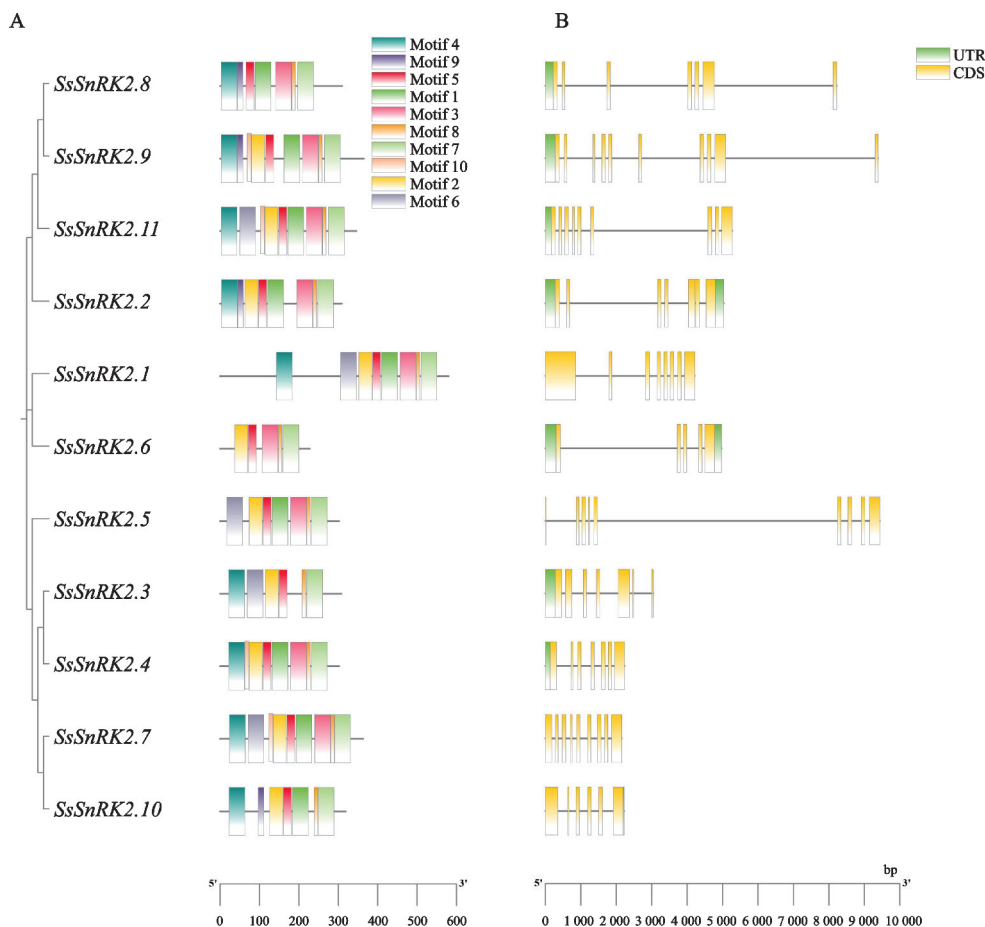 A
B
Motif 4
Motif 9
Motif 5
Motif 1
Motif 3
Motif 8
Motif 7
Motif 10
Motif 2
Motif 6
UTR
CDS
SsSnRK2.8
SsSnRK2.9
SsSnRK2.11
SsSnRK2.2
SsSnRK2.1
SsSnRK2.6
SsSnRK2.5
SsSnRK2.3
SsSnRK2.4
SsSnRK2.7
SsSnRK2.10
5' 3'
0 100 200 300 400 500 600
bp
5' 3'
0 1 000 2 000 3 000 4 000 5 000 6 000 7 000 8 000 9 000 10 000